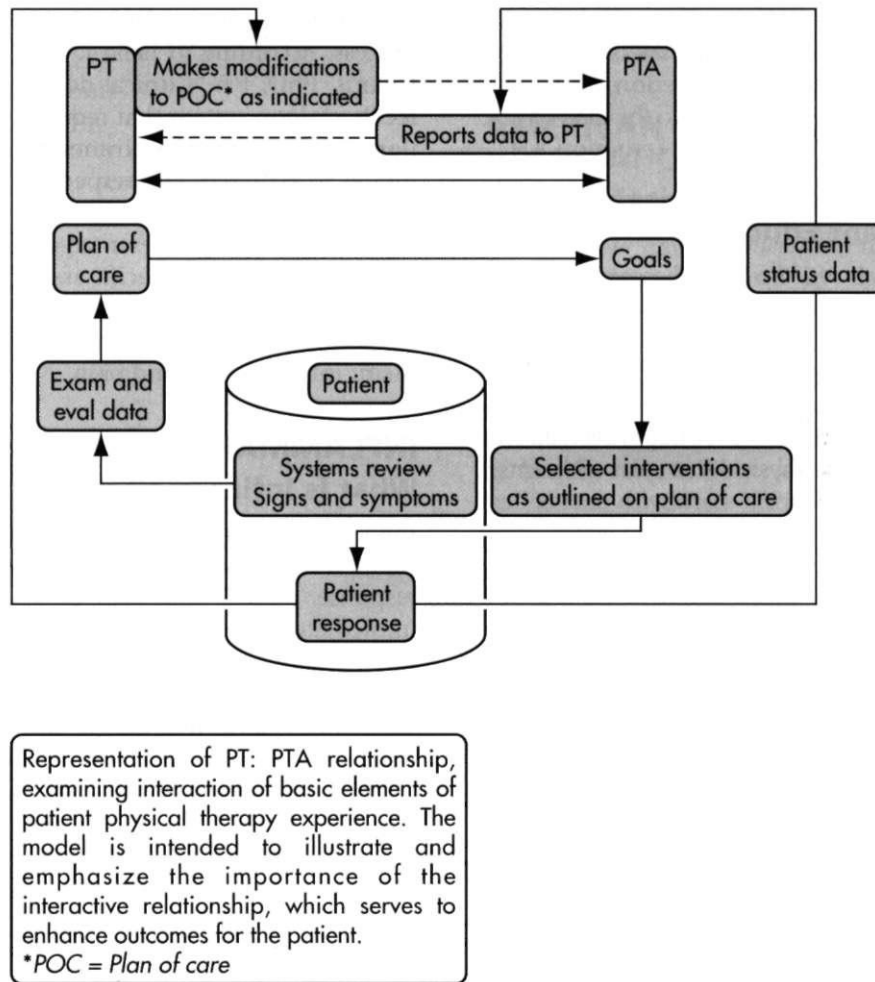 PT
Makes modifications
to POC* as indicated
PTA
Reports data to PT
Plan of
care
Goals
Patient
status data
Exam and
eval data
Patient
Systems review
Signs and symptoms
Selected interventions
as outlined on plan of care
Patient
response
Representation of PT: PTA relationship,
examining interaction of basic elements of
patient physical therapy experience. The
model is intended to illustrate and
emphasize the importance of the
interactive relationship, which serves to
enhance outcomes for the patient.
*POC = Plan of care